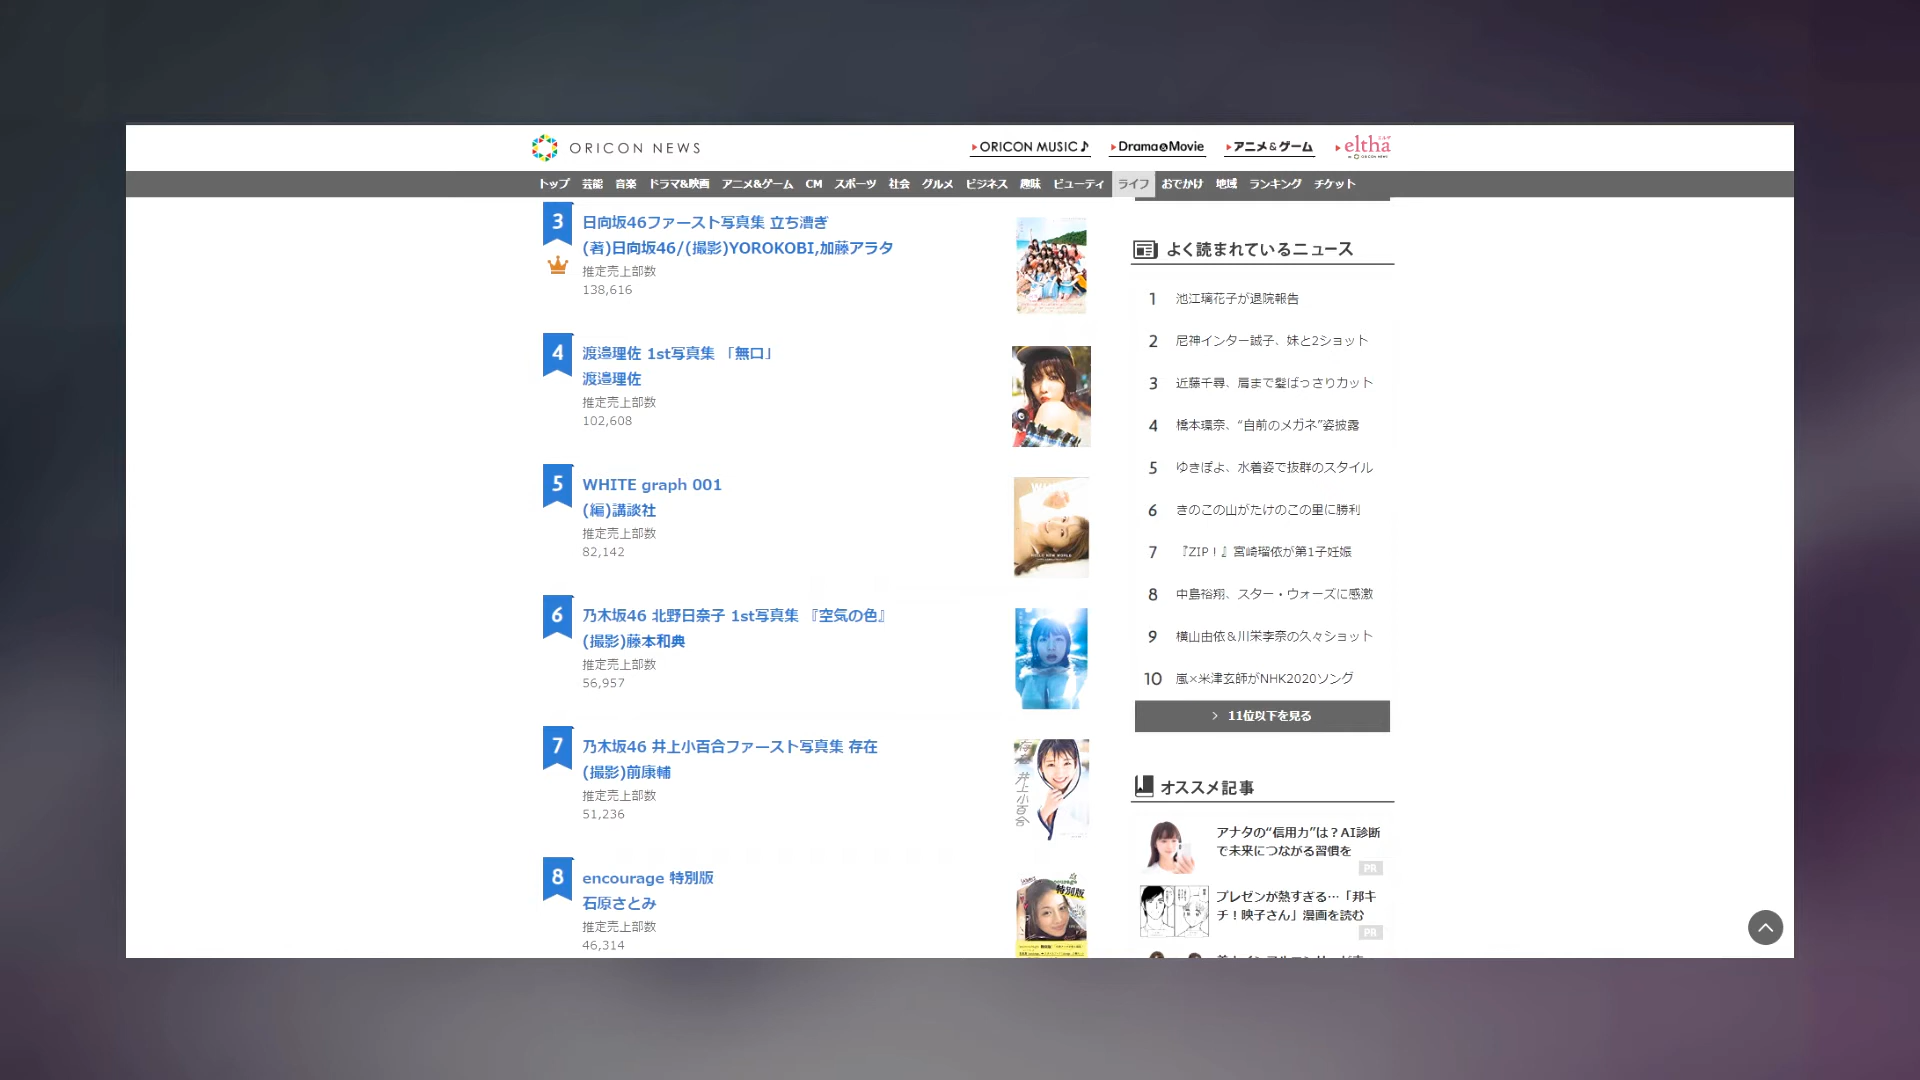 ORICON NEWS
ORICON MUSIC♪
Drama&Movie
アニメ&ゲーム
eltha
トップ 芸能 音楽 ドラマ&映画 アニメ&ゲーム CM スポーツ 社会 グルメ ビジネス 趣味 ビューティ ライフ おでかけ 地域 ランキング チケット
3
日向坂46ファースト写真集 立ち漕ぎ
(著)日向坂46/(撮影)YOROKOBI,加藤アラタ
推定売上部数
138,616
4
渡邉理佐 1st写真集 「無口」
渡邉理佐
推定売上部数
102,608
5
WHITE graph 001
(編)講談社
推定売上部数
82,142
6
乃木坂46 北野日奈子 1st写真集 『空気の色』
(撮影)藤本和典
推定売上部数
56,957
7
乃木坂46 井上小百合ファースト写真集 存在
(撮影)前康輔
推定売上部数
51,236
存在 井上小百合
8
encourage 特別版
石原さとみ
推定売上部数
46,314
特別版
よく読まれているニュース
1 池江璃花子が退院報告
2 尼神インター誠子、妹と2ショット
3 近藤千尋、肩まで髪ばっさりカット
4 橋本環奈、“自前のメガネ”姿披露
5 ゆきぽよ、水着姿で抜群のスタイル
6 きのこの山がたけのこの里に勝利
7 『ZIP！』宮崎瑠依が第1子妊娠
8 中島裕翔、スター・ウォーズに感激
9 横山由依＆川栄李奈の久々ショット
10 嵐×米津玄師がNHK2020ソング
11位以下を見る
オススメ記事
アナタの“信用力”は？AI診断
で未来につながる習慣を
PR
プレゼンが熱すぎる…「邦キ
チ！映子さん」漫画を読む
PR